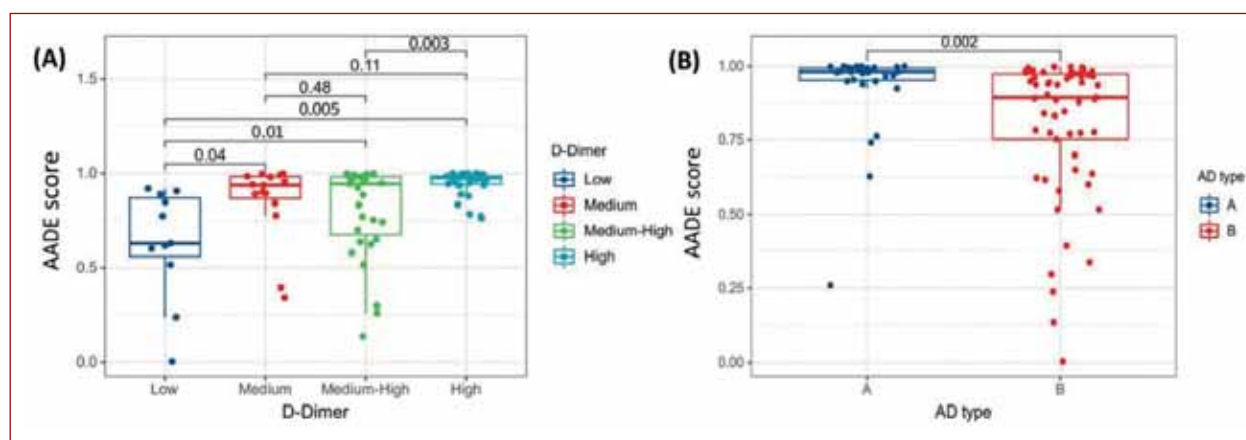 (A)
AADE score
1.5
1.0
0.5
0.0
0.003
0.11
0.48
0.005
0.01
0.04
Low
Medium
Medium-High
High
D-Dimer
D-Dimer
Low
Medium
Medium-High
High
(B)
AADE score
1.00
0.75
0.50
0.25
0.00
0.002
A
B
AD type
AD type
A
B